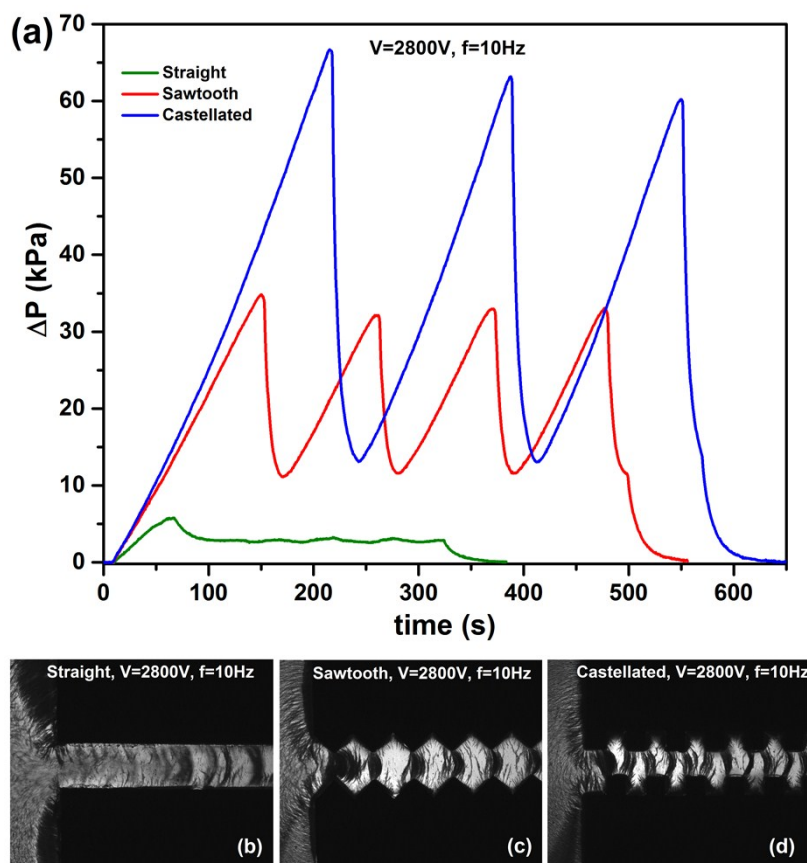 (a)
V=2800V, f=10Hz
Straight
Sawtooth
Castellated
70
60
50
40
30
20
10
0
ΔP (kPa)
0 100 200 300 400 500 600
time (s)
Straight, V=2800V, f=10Hz
(b)
Sawtooth, V=2800V, f=10Hz
(c)
Castellated, V=2800V, f=10Hz
(d)